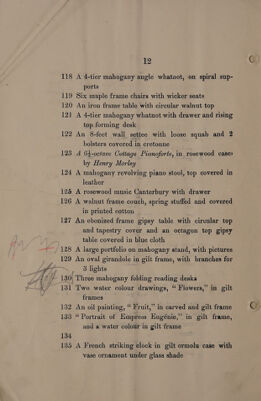 12
118 A 4-tier mahogany angle whatnot, on spiral sup-
ports
119 Six maple frame chairs with wicker seats
120 An iron frame table with circular walnut top
121 A 4-tier mahogany whatnot with drawer and rising
top forming desk
122 An 8-feet wall settee with loose squab and 2
bolsters covered in cretonne
123 A 6½-octave Cottage Pianoforte, in rosewood case
by Henry Morley
124 A mahogany revolving piano stool, top covered in
leather
125 A rosewood music Canterbury with drawer
126 A walnut frame couch, spring stuffed and covered
in printed cotton
127 An ebonized frame gipsy table with circular top
and tapestry cover and an octagon top gipsy
table covered in blue cloth
128 A large portfolio on mahogany stand, with pictures
129 An oval girandole in gilt frame, with branches for
3 lights
130 Three mahogany folding reading desks
131 Two water colour drawings, "Flowers," in gilt
frames
132 An oil painting, "Fruit," in carved and gilt frame
133 "Portrait of Empress Eugénie," in gilt frame,
and a water colour in gilt frame
134
135 A French striking clock in gilt ormolu case with
vase ornament under glass shade